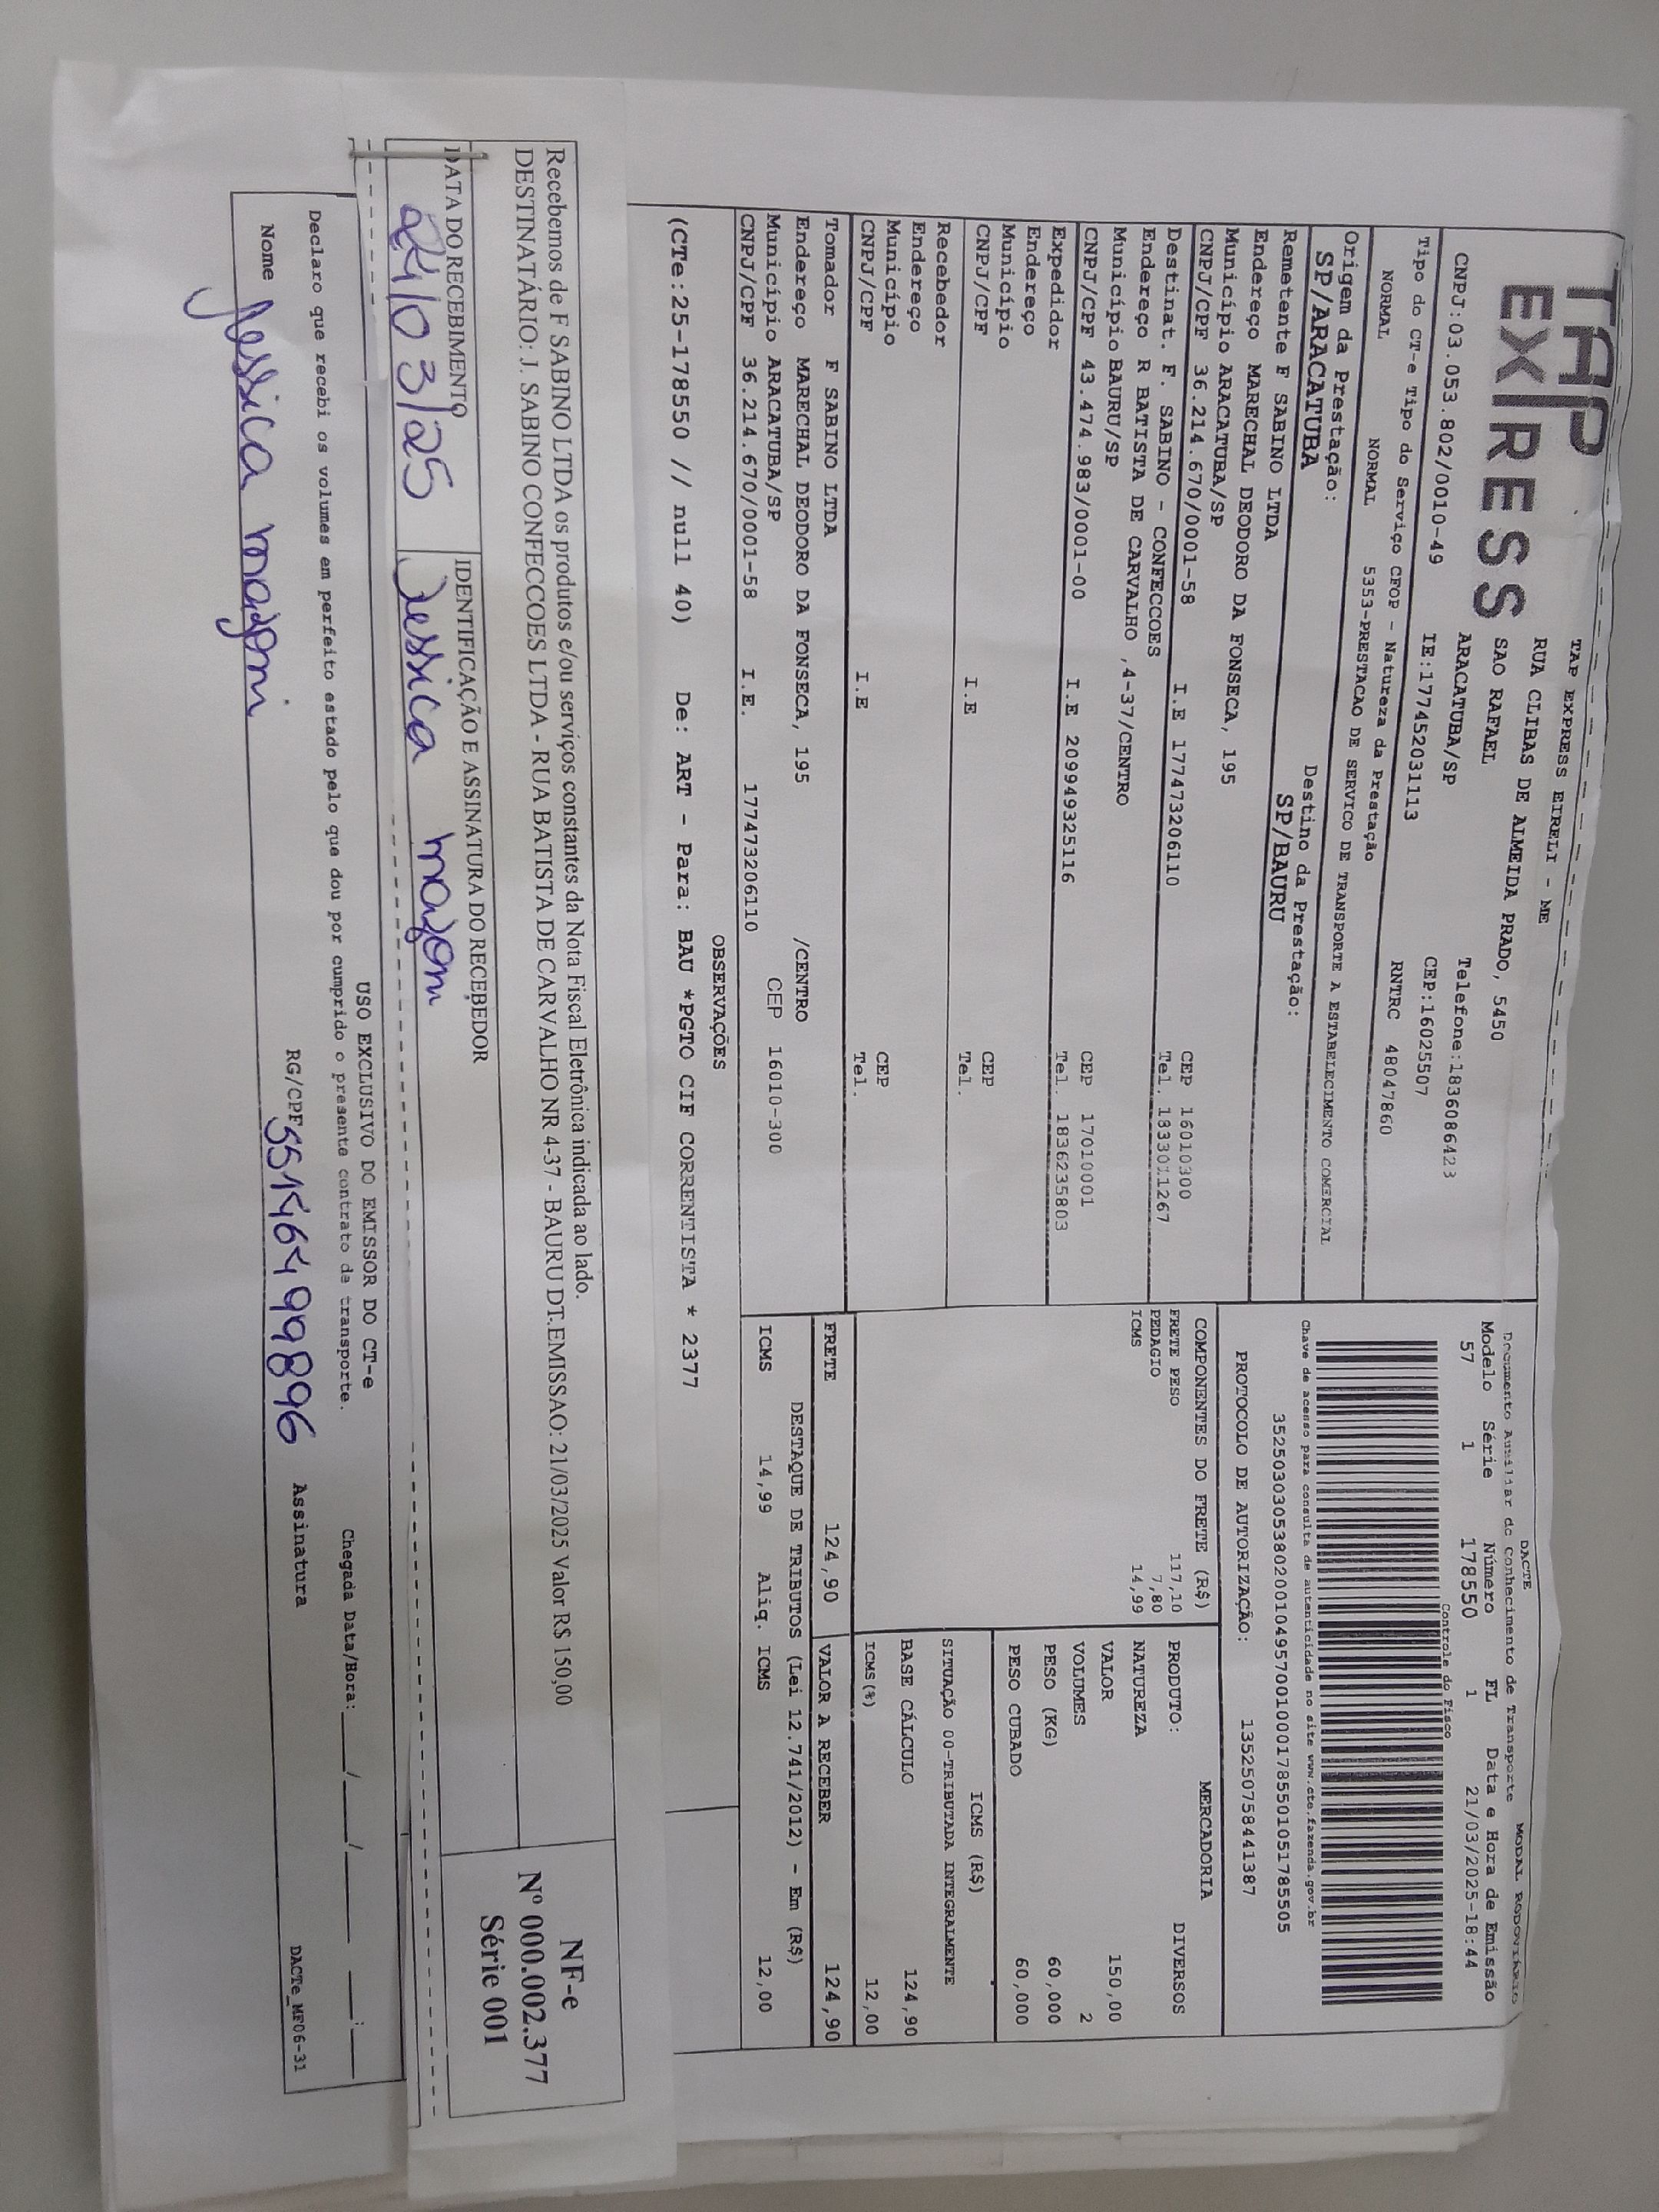 TAP
EXPRESS
TAP EXPRESS EIRELI - ME
RUA CLIBAS DE ALMEIDA PRADO, 5450
SAO RAFAEL
ARACATUBA/SP Telefone:1836086423
CNPJ:03.053.802/0010-49 IE:177452031113 CEP:16025507
RNTRC 48047860
Tipo do CT-e Tipo do Serviço CFOP - Natureza da Prestação
NORMAL NORMAL 5353-PRESTACAO DE SERVICO DE TRANSPORTE A ESTABELECIMENTO COMERCIAL
Origem da Prestação: Destino da Prestação:
SP/ARACATUBA SP/BAURU
Remetente F SABINO LTDA
Endereço MARECHAL DEODORO DA FONSECA, 195
Município ARACATUBA/SP CEP 16010300
CNPJ/CPF 36.214.670/0001-58 I.E 177473206110 Tel. 1833011267
Destinat. F. SABINO - CONFECCOES
Endereço R BATISTA DE CARVALHO ,4-37/CENTRO
Município BAURU/SP CEP 17010001
CNPJ/CPF 43.474.983/0001-00 I.E 209949325116 Tel. 1836235803
Expedidor
Endereço
Município CEP
CNPJ/CPF I.E Tel.
Recebedor
Endereço
Município CEP
CNPJ/CPF I.E Tel.
Tomador F SABINO LTDA
Endereço MARECHAL DEODORO DA FONSECA, 195 /CENTRO
Município ARACATUBA/SP CEP 16010-300
CNPJ/CPF 36.214.670/0001-58 I.E. 177473206110
DACTE MODAL RODOVIÁRIO
Documento Auxiliar do Conhecimento de Transporte
Modelo Série Número FL Data e Hora de Emissão
57 1 178550 1 21/03/2025-18:44
Controle do Fisco
Chave de acesso para consulta de autenticidade no site www.cte.fazenda.gov.br
35250303053802001049570010001785501051785505
PROTOCOLO DE AUTORIZAÇÃO: 135250758441387
COMPONENTES DO FRETE (R$)
FRETE PESO 117,10
PEDAGIO 7,80
ICMS 14,99
MERCADORIA
PRODUTO: DIVERSOS
NATUREZA
VALOR 150,00
VOLUMES 2
PESO (KG) 60,000
PESO CUBADO 60,000
ICMS (R$)
SITUAÇÃO 00-TRIBUTADA INTEGRALMENTE
BASE CÁLCULO 124,90
ICMS(%) 12,00
FRETE 124,90 VALOR A RECEBER 124,90
DESTAQUE DE TRIBUTOS (Lei 12.741/2012) - Em (R$)
ICMS 14,99 Aliq. ICMS 12,00
OBSERVAÇÕES
(CTe:25-178550 // null 40) De: ART - Para: BAU *PGTO CIF CORRENTISTA * 2377
Recebemos de F SABINO LTDA os produtos e/ou serviços constantes da Nota Fiscal Eletrônica indicada ao lado.
DESTINATÁRIO: J. SABINO CONFECCOES LTDA - RUA BATISTA DE CARVALHO NR 4-37 - BAURU DT.EMISSAO: 21/03/2025 Valor R$ 150,00
NF-e
Nº 000.002.377
Série 001
DATA DO RECEBIMENTO IDENTIFICAÇÃO E ASSINATURA DO RECEBEDOR
24/03/25 Jessica mazom
USO EXCLUSIVO DO EMISSOR DO CT-e
Declaro que recebi os volumes em perfeito estado pelo que dou por cumprido o presente contrato de transporte. Chegada Data/Hora:___/___/____ __:__
Nome Jessica mazom RG/CPF Assinatura
DACTe_MF06-31